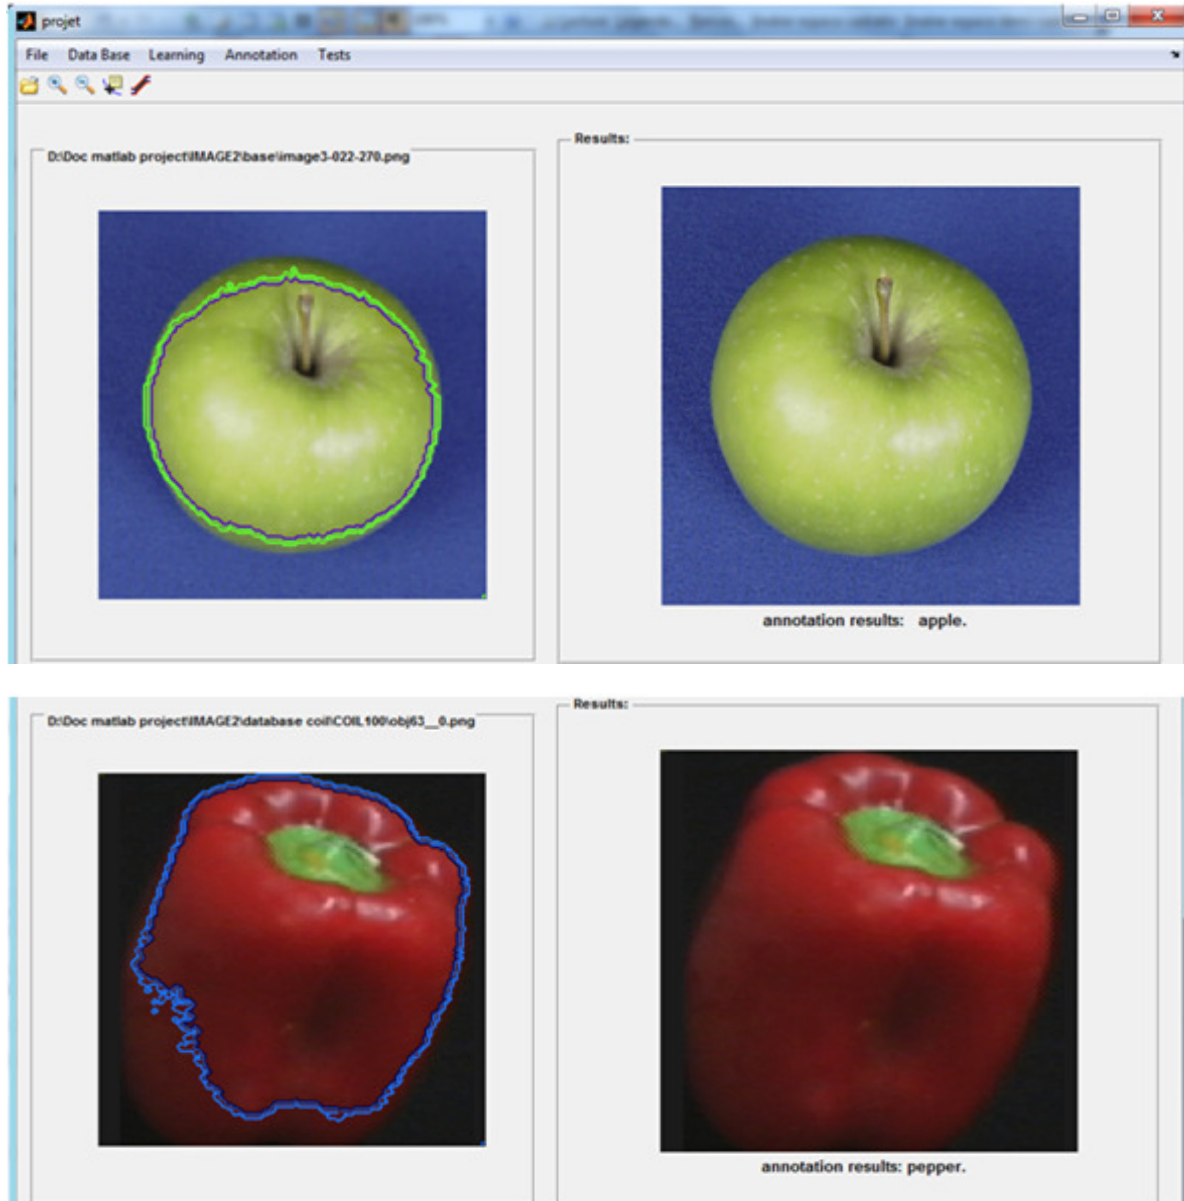 projet
File Data Base Learning Annotation Tests
D:\Doc matlab project\IMAGE2\base\image3-022-270.png
Results:
annotation results: apple.
D:\Doc matlab project\IMAGE2\database coil\COIL100\obj63__0.png
Results:
annotation results: pepper.